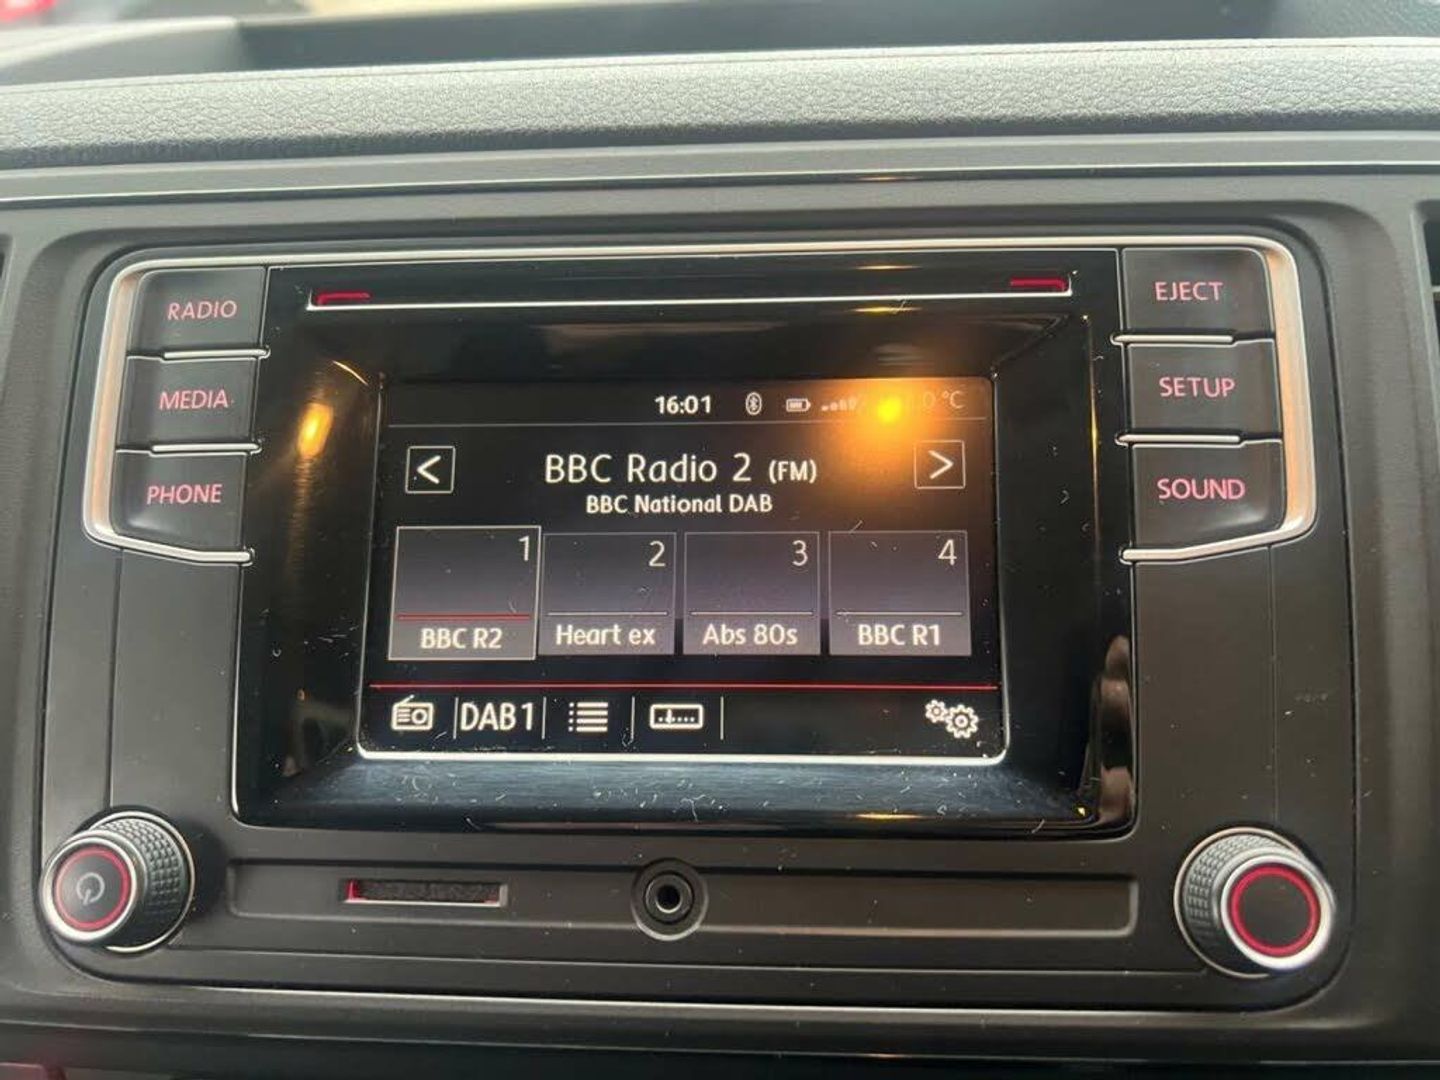 RADIO
MEDIA
PHONE
EJECT
SETUP
SOUND
16:01
BBC Radio 2 (FM)
BBC National DAB
1 2 3 4
BBC R2 Heart ex Abs 80s BBC R1
DAB1